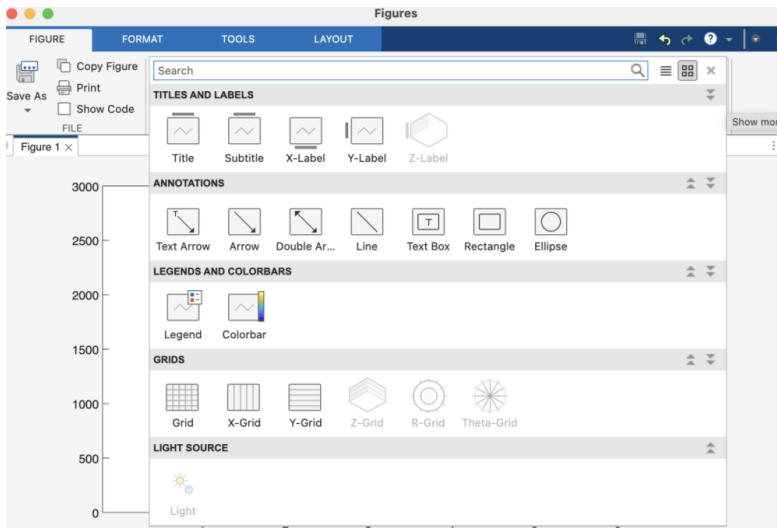 Figures
FIGURE FORMAT TOOLS LAYOUT
Copy Figure
Print
Save As
Show Code
FILE
Search
Show mor
Figure 1
TITLES AND LABELS
Title Subtitle X-Label Y-Label Z-Label
ANNOTATIONS
Text Arrow Arrow Double Ar... Line Text Box Rectangle Ellipse
LEGENDS AND COLORBARS
Legend Colorbar
GRIDS
Grid X-Grid Y-Grid Z-Grid R-Grid Theta-Grid
LIGHT SOURCE
Light
3000
2500
2000
1500
1000
500
0